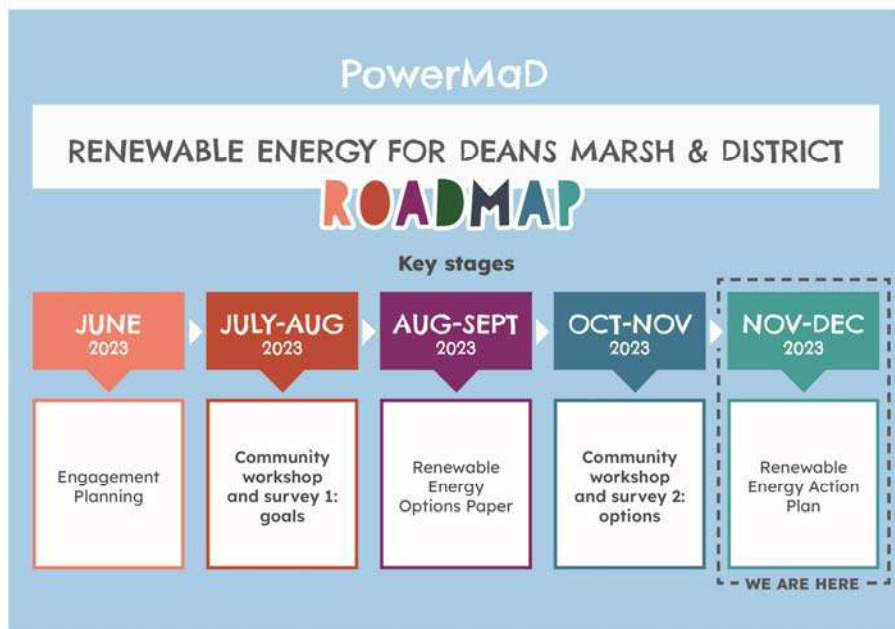 PowerMaD
RENEWABLE ENERGY FOR DEANS MARSH & DISTRICT
ROADMAP
Key stages
JUNE
2023
JULY-AUG
2023
AUG-SEPT
2023
OCT-NOV
2023
NOV-DEC
2023
Engagement
Planning
Community
workshop
and survey 1:
goals
Renewable
Energy
Options Paper
Community
workshop
and survey 2:
options
Renewable
Energy Action
Plan
WE ARE HERE